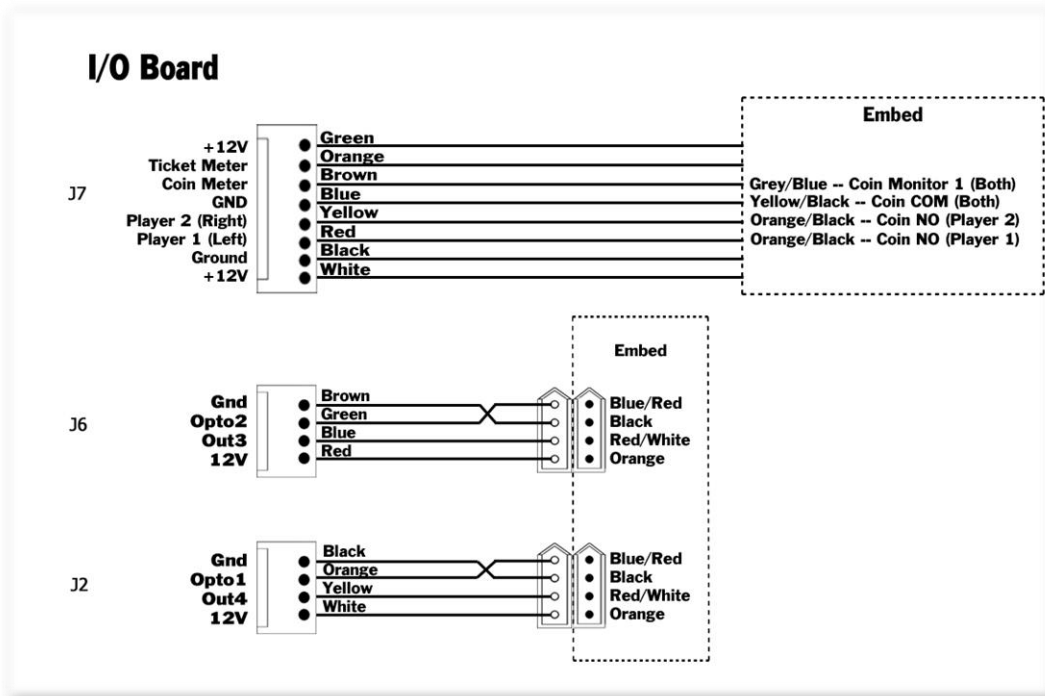 I/O Board
Embed
J7
+12V Green
Ticket Meter Orange
Coin Meter Brown Grey/Blue -- Coin Monitor 1 (Both)
GND Blue Yellow/Black -- Coin COM (Both)
Player 2 (Right) Yellow Orange/Black -- Coin NO (Player 2)
Player 1 (Left) Red Orange/Black -- Coin NO (Player 1)
Ground Black
+12V White
Embed
J6
Gnd Brown Blue/Red
Opto2 Green Black
Out3 Blue Red/White
12V Red Orange
J2
Gnd Black Blue/Red
Opto1 Orange Black
Out4 Yellow Red/White
12V White Orange